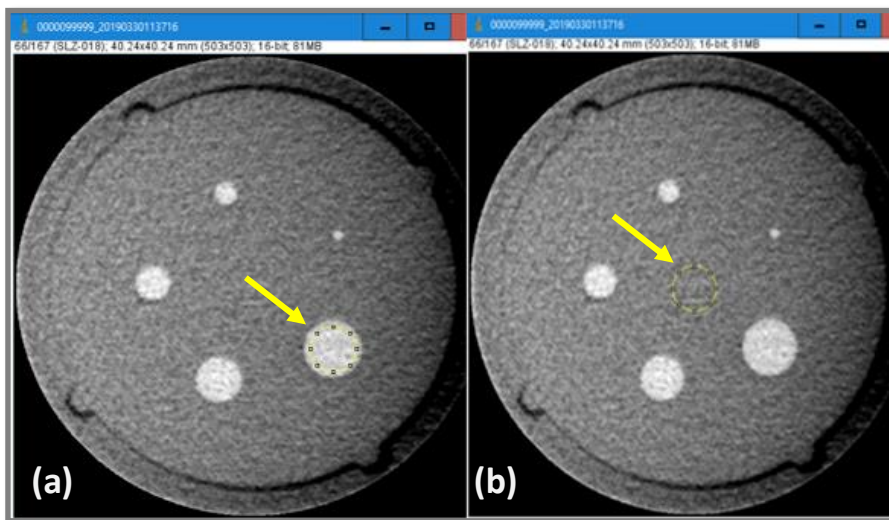 0000099999_20190330113716
66/167 (SLZ-018); 40.24x40.24 mm (503x503); 16-bit; 81MB
(a)
0000099999_20190330113716
66/167 (SLZ-018); 40.24x40.24 mm (503x503); 16-bit; 81MB
(b)